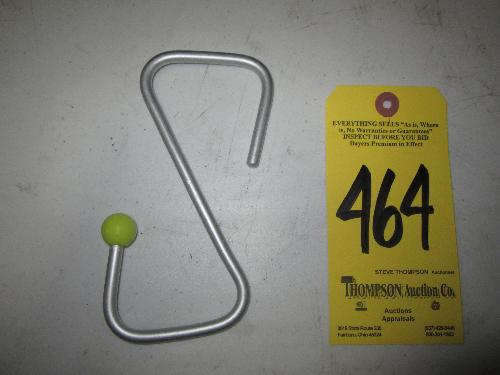 EVERYTHING SELLS "As is, Where
is, No Warranties or Guarantees"
INSPECT BEFORE YOU BID
Buyers Premium in Effect
464
STEVE THOMPSON Auctioneer
THOMPSON Auction Co.
Auctions
Appraisals